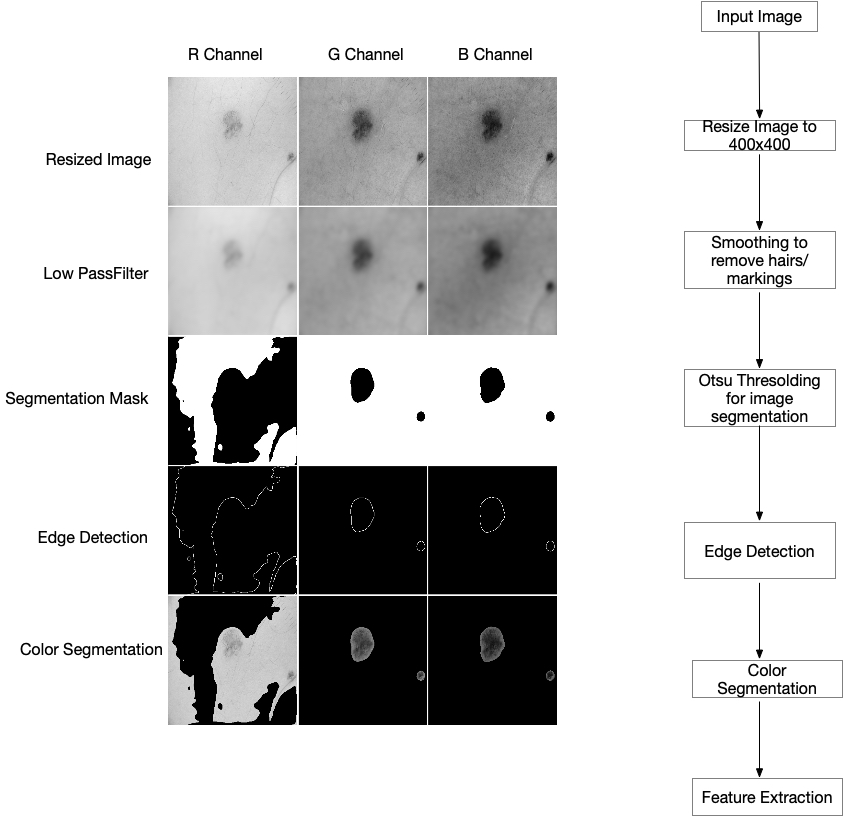 R Channel
G Channel
B Channel
Resized Image
Low PassFilter
Segmentation Mask
Edge Detection
Color Segmentation
Input Image
Resize Image to
400x400
Smoothing to
remove hairs/
markings
Otsu Thresolding
for image
segmentation
Edge Detection
Color
Segmentation
Feature Extraction